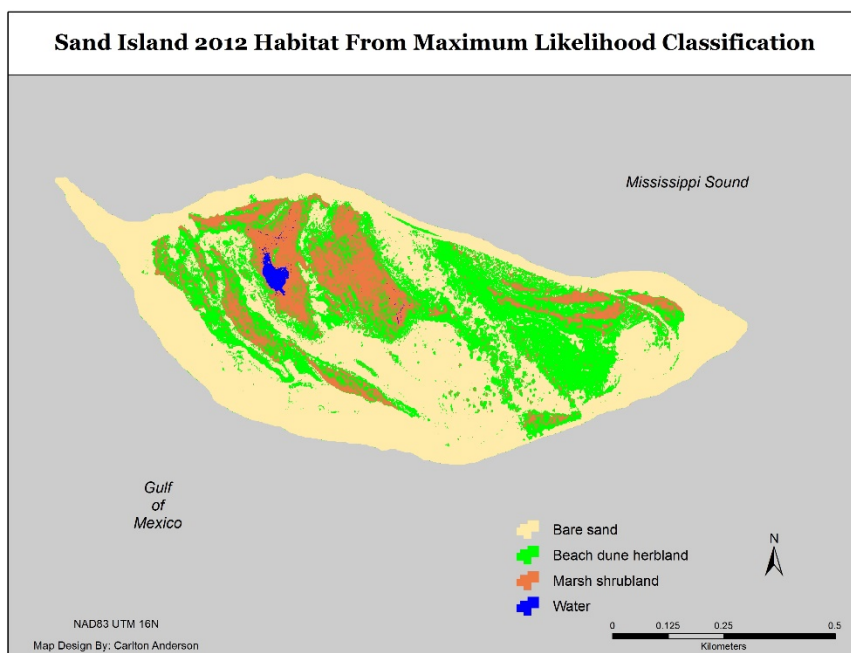 Sand Island 2012 Habitat From Maximum Likelihood Classification
Mississippi Sound
Gulf
of
Mexico
Bare sand
Beach dune herbland
Marsh shrubland
Water
N
NAD83 UTM 16N
Map Design By: Carlton Anderson
0 0.125 0.25 0.5
Kilometers